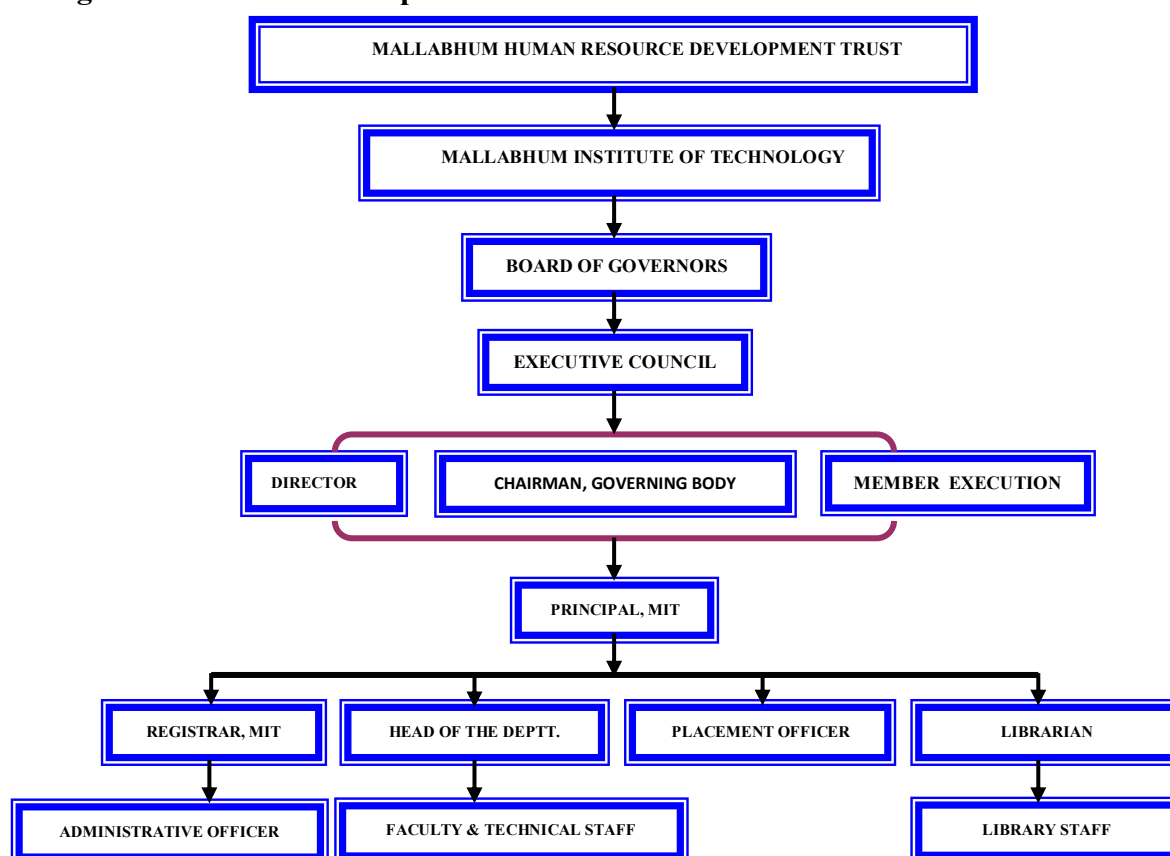 MALLABHUM HUMAN RESOURCE DEVELOPMENT TRUST
MALLABHUM INSTITUTE OF TECHNOLOGY
BOARD OF GOVERNORS
EXECUTIVE COUNCIL
DIRECTOR
CHAIRMAN, GOVERNING BODY
MEMBER EXECUTION
PRINCIPAL, MIT
REGISTRAR, MIT
HEAD OF THE DEPTT.
PLACEMENT OFFICER
LIBRARIAN
ADMINISTRATIVE OFFICER
FACULTY & TECHNICAL STAFF
LIBRARY STAFF